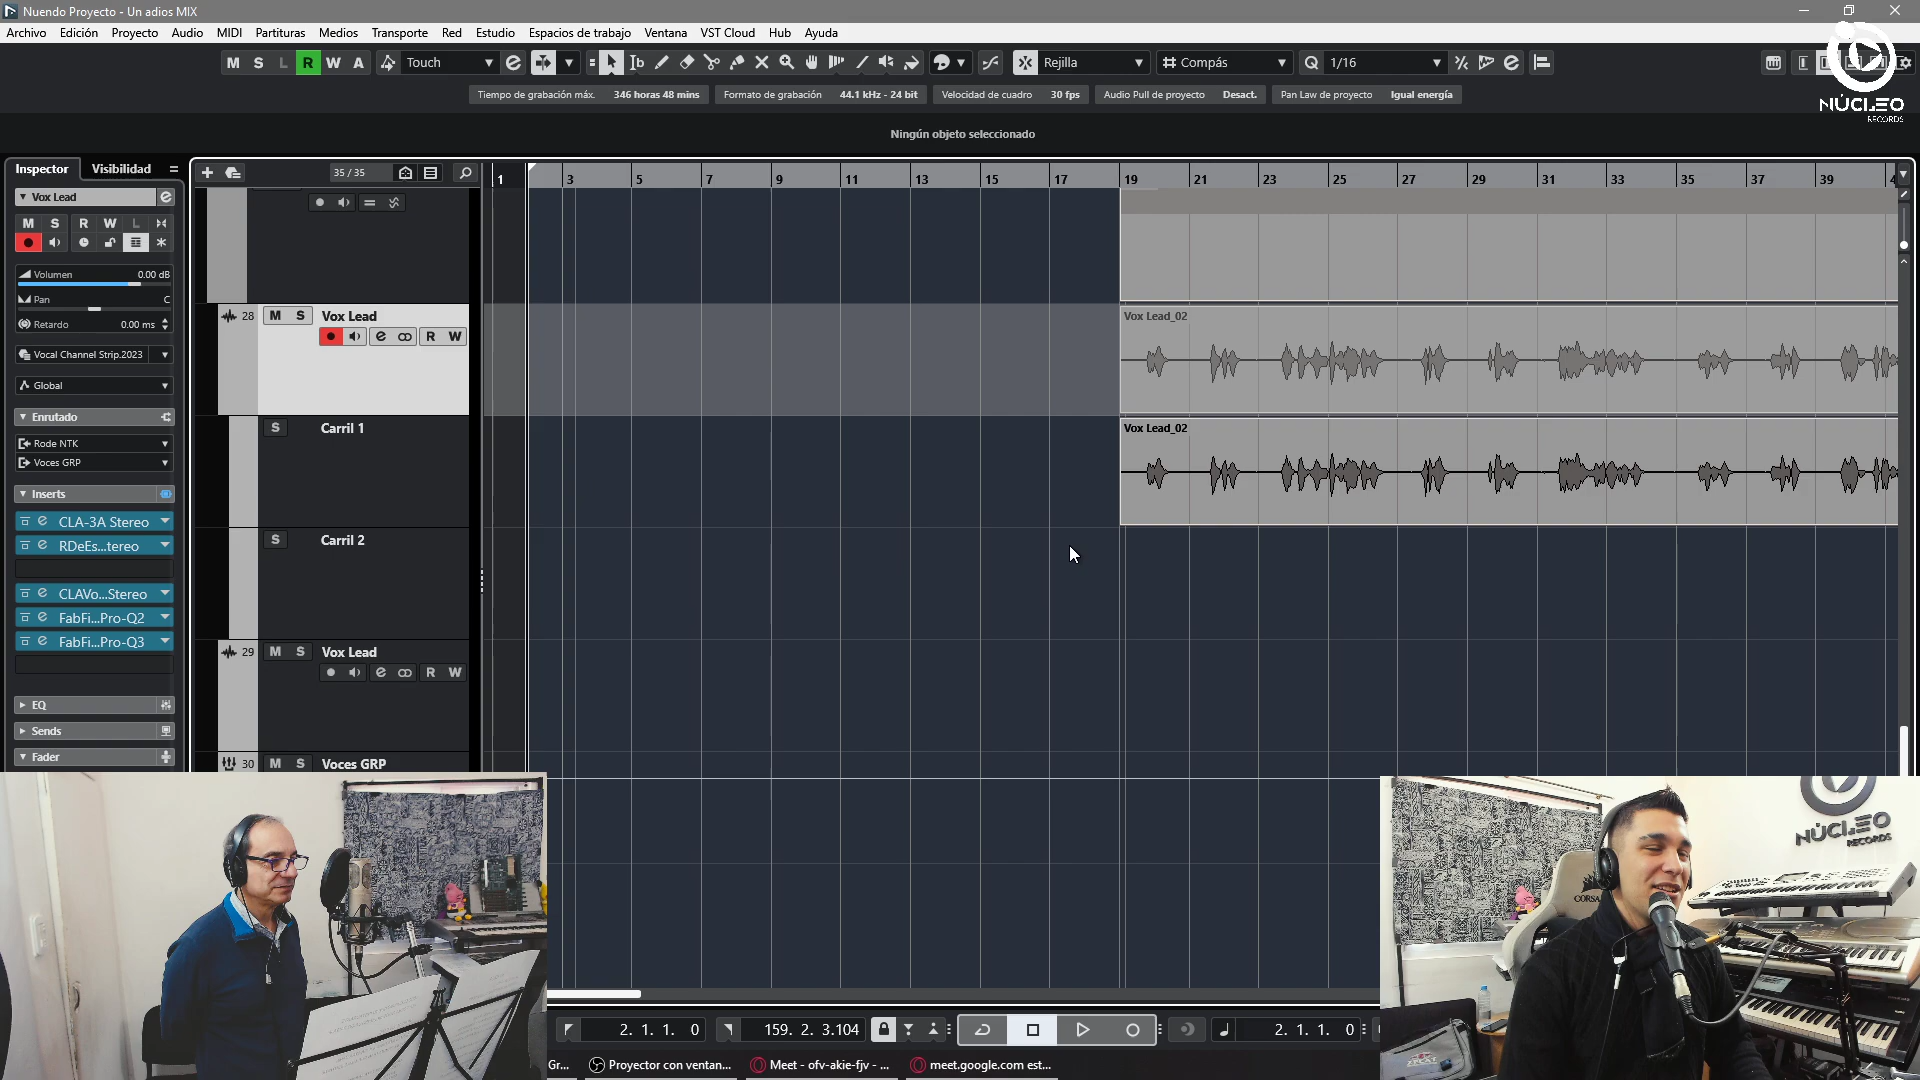 Nuendo Proyecto - Un adios MIX
Archivo Edición Proyecto Audio MIDI Partituras Medios Transporte Red Estudio Espacios de trabajo Ventana VST Cloud Hub Ayuda
M S L R W A Touch Rejilla Compás Q 1/16
Tiempo de grabación máx. 346 horas 48 mins Formato de grabación 44.1 kHz - 24 bit Velocidad de cuadro 30 fps Audio Pull de proyecto Desact. Pan Law de proyecto Igual energía
NÚCLEO
RECORDS
Ningún objeto seleccionado
Inspector Visibilidad 35 / 35
1 3 5 7 9 11 13 15 17 19 21 23 25 27 29 31 33 35 37 39
Vox Lead
M S R W L
Volumen 0.00 dB
Pan C
Retardo 0.00 ms
Vocal Channel Strip.2023
Global
Enrutado
Rode NTK
Voces GRP
Inserts
CLA-3A Stereo
RDeEs...tereo
CLAVo...Stereo
FabFi...Pro-Q2
FabFi...Pro-Q3
EQ
Sends
Fader
28 M S Vox Lead
R W
Vox Lead_02
S Carril 1
Vox Lead_02
S Carril 2
29 M S Vox Lead
R W
30 M S Voces GRP
NÚCLEO
RECORDS
CORSA
2. 1. 1. 0 159. 2. 3.104 2. 1. 1. 0
Gr... Proyector con ventan... Meet - ofv-akie-fjv - ... meet.google.com est...